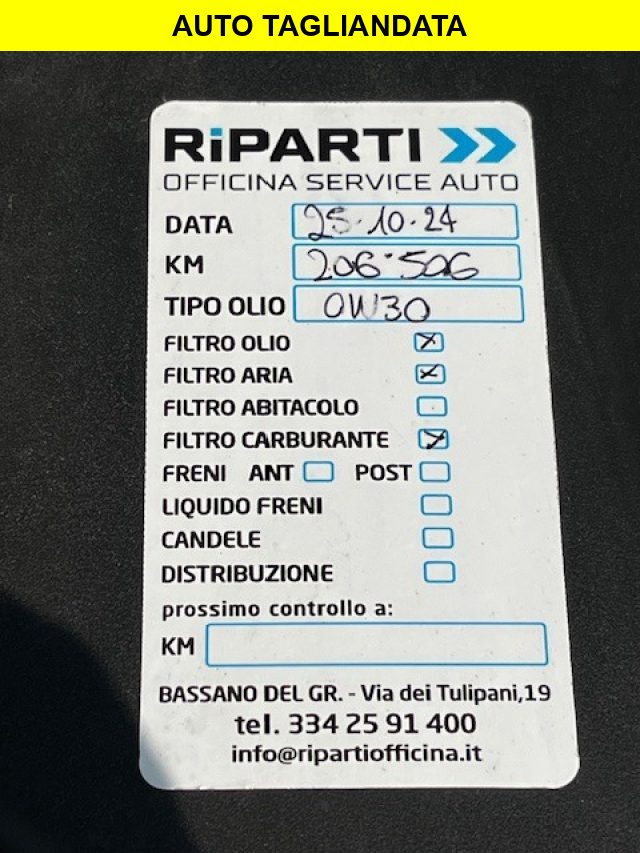 AUTO TAGLIANDATA
RiPARTI
OFFICINA SERVICE AUTO
DATA 25·10·24
KM 206·506
TIPO OLIO 0W30
FILTRO OLIO X
FILTRO ARIA X
FILTRO ABITACOLO
FILTRO CARBURANTE X
FRENI ANT POST
LIQUIDO FRENI
CANDELE
DISTRIBUZIONE
prossimo controllo a:
KM
BASSANO DEL GR. - Via dei Tulipani,19
tel. 334 25 91 400
info@ripartiofficina.it